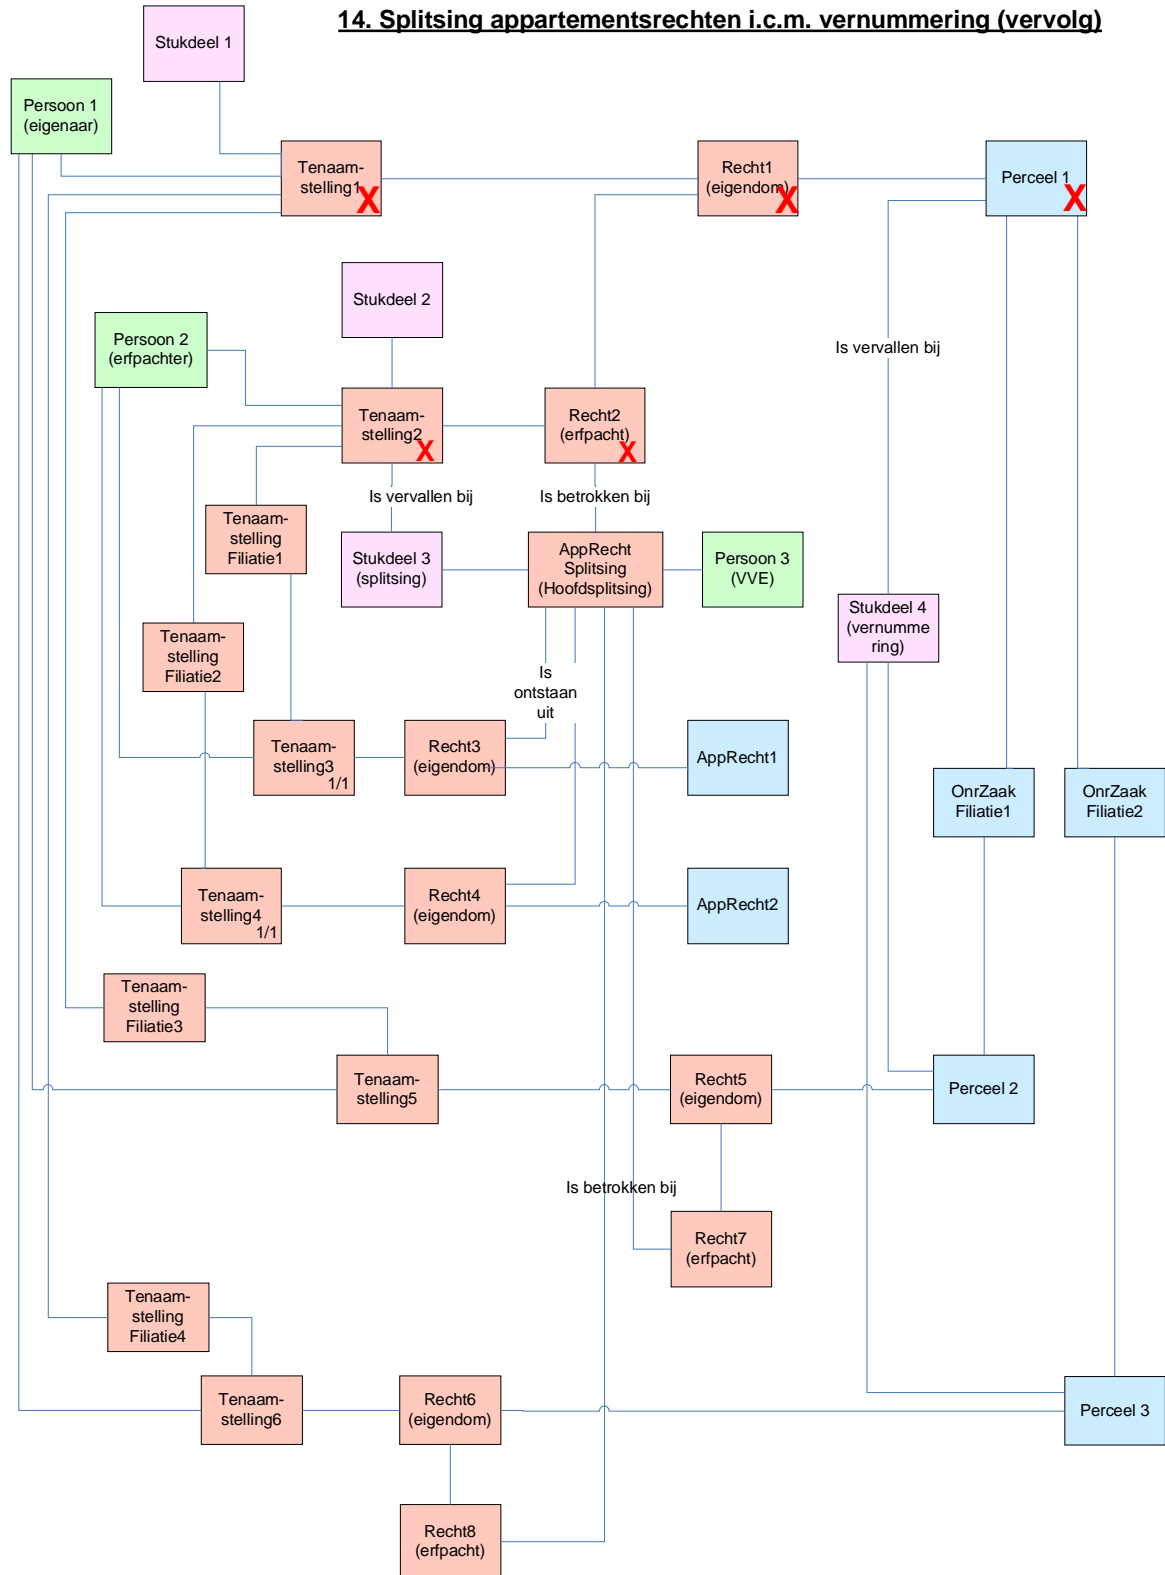 14. Splitsing appartementsrechten i.c.m. vernummering (vervolg)
Stukdeel 1
Persoon 1
(eigenaar)
Tenaam-
stelling1
X
Recht1
(eigendom)
X
Perceel 1
X
Stukdeel 2
Persoon 2
(erfpachter)
Is vervallen bij
Tenaam-
stelling2
X
Recht2
(erfpacht)
X
Is vervallen bij
Is betrokken bij
Tenaam-
stelling
Filiatie1
Stukdeel 3
(splitsing)
AppRecht
Splitsing
(Hoofdsplitsing)
Persoon 3
(VVE)
Stukdeel 4
(vernumme
ring)
Tenaam-
stelling
Filiatie2
Is
ontstaan
uit
Tenaam-
stelling3
1/1
Recht3
(eigendom)
AppRecht1
OnrZaak
Filiatie1
OnrZaak
Filiatie2
Tenaam-
stelling4
1/1
Recht4
(eigendom)
AppRecht2
Tenaam-
stelling
Filiatie3
Tenaam-
stelling5
Recht5
(eigendom)
Perceel 2
Is betrokken bij
Recht7
(erfpacht)
Tenaam-
stelling
Filiatie4
Tenaam-
stelling6
Recht6
(eigendom)
Perceel 3
Recht8
(erfpacht)